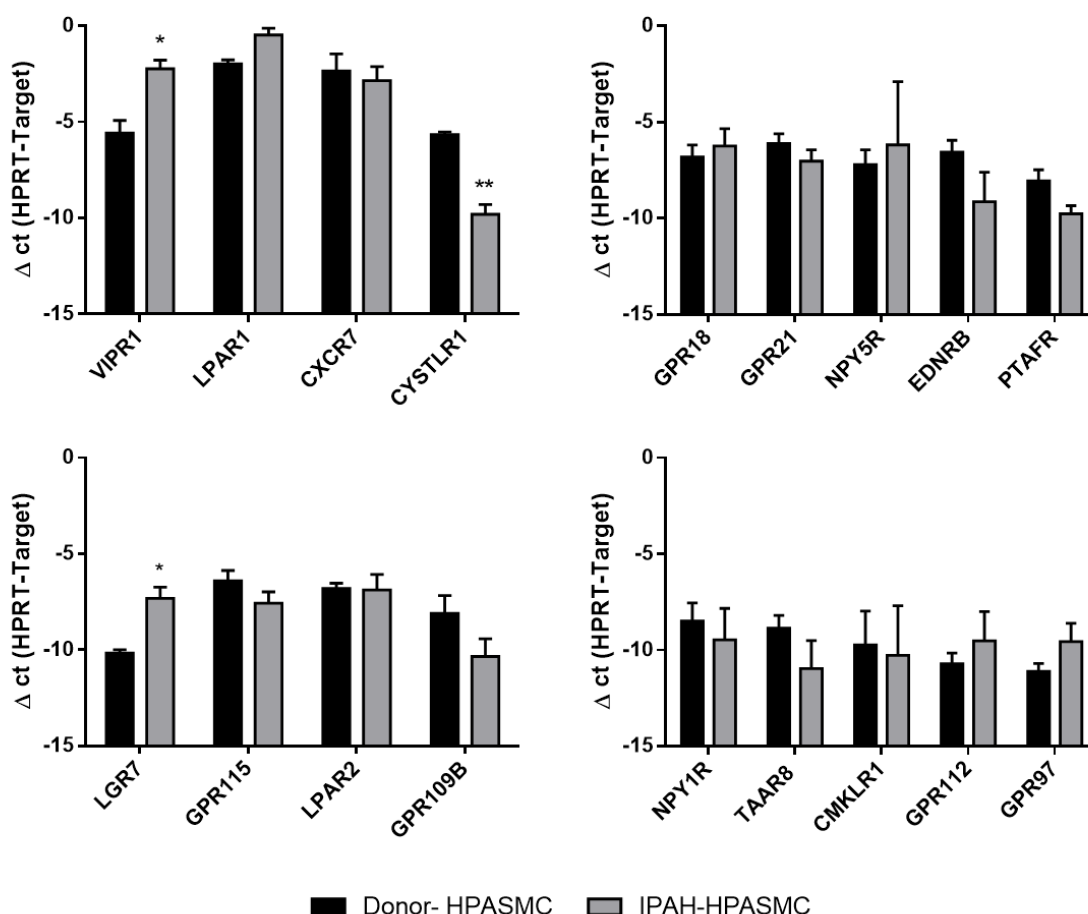 Δ ct (HPRT-Target)
0
-5
-10
-15
*
**
VIPR1
LPAR1
CXCR7
CYSTLR1
Δ ct (HPRT-Target)
0
-5
-10
-15
GPR18
GPR21
NPY5R
EDNRB
PTAFR
Δ ct (HPRT-Target)
0
-5
-10
-15
*
LGR7
GPR115
LPAR2
GPR109B
Δ ct (HPRT-Target)
0
-5
-10
-15
NPY1R
TAAR8
CMKLR1
GPR112
GPR97
Donor- HPASMC IPAH-HPASMC